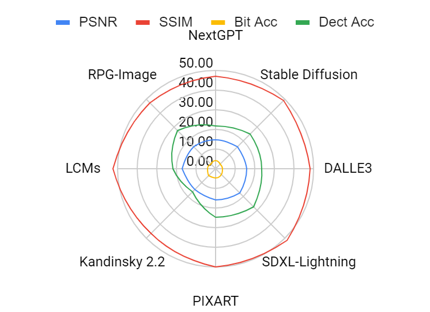 PSNR SSIM Bit Acc Dect Acc
NextGPT
50.00
RPG-Image Stable Diffusion
40.00
30.00
20.00
10.00
LCMs 0.00 DALLE3
Kandinsky 2.2 SDXL-Lightning
PIXART